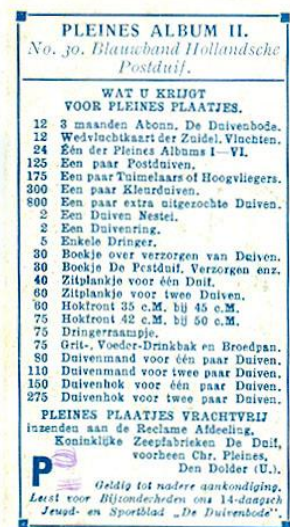 PLEINES ALBUM II.
No. 30. Blauwband Hollandsche
Postduif.
WAT U KRIJGT
VOOR PLEINES PLAATJES.
12 3 maanden Abonn. De Duivenbode.
12 Wedvluchtkaart der Zuidel. Vluchten.
24 Één der Pleines Albums I—VI.
125 Een paar Postduiven.
175 Een paar Tuimelaars of Hoogvliegers.
300 Een paar Kleurduiven.
800 Een paar extra uitgezochte Duiven.
2 Een Duiven Nestei.
2 Een Duivenring.
5 Enkele Dringer.
30 Boekje over verzorgen van Duiven.
30 Boekje De Postduif. Verzorgen enz.
40 Zitplankje voor één Duif.
60 Zitplankje voor twee Duiven.
60 Hokfront 35 c.M. bij 45 c.M.
75 Hokfront 42 c.M. bij 50 c.M.
75 Dringerraampje.
75 Grit-, Voeder-Drinkbak en Broedpan.
80 Duivenmand voor één paar Duiven.
110 Duivenmand voor twee paar Duiven.
150 Duivenhok voor één paar Duiven.
275 Duivenhok voor twee paar Duiven.
PLEINES PLAATJES VRACHTVRIJ
inzenden aan de Reclame Afdeeling,
Koninklijke Zeepfabrieken De Duif,
voorheen Chr. Pleines,
Den Dolder (U.).
P
Geldig tot nadere aankondiging.
Leest voor Bijzonderheden ons 14-daagsch
Jeugd- en Sportblad „De Duivenbode".